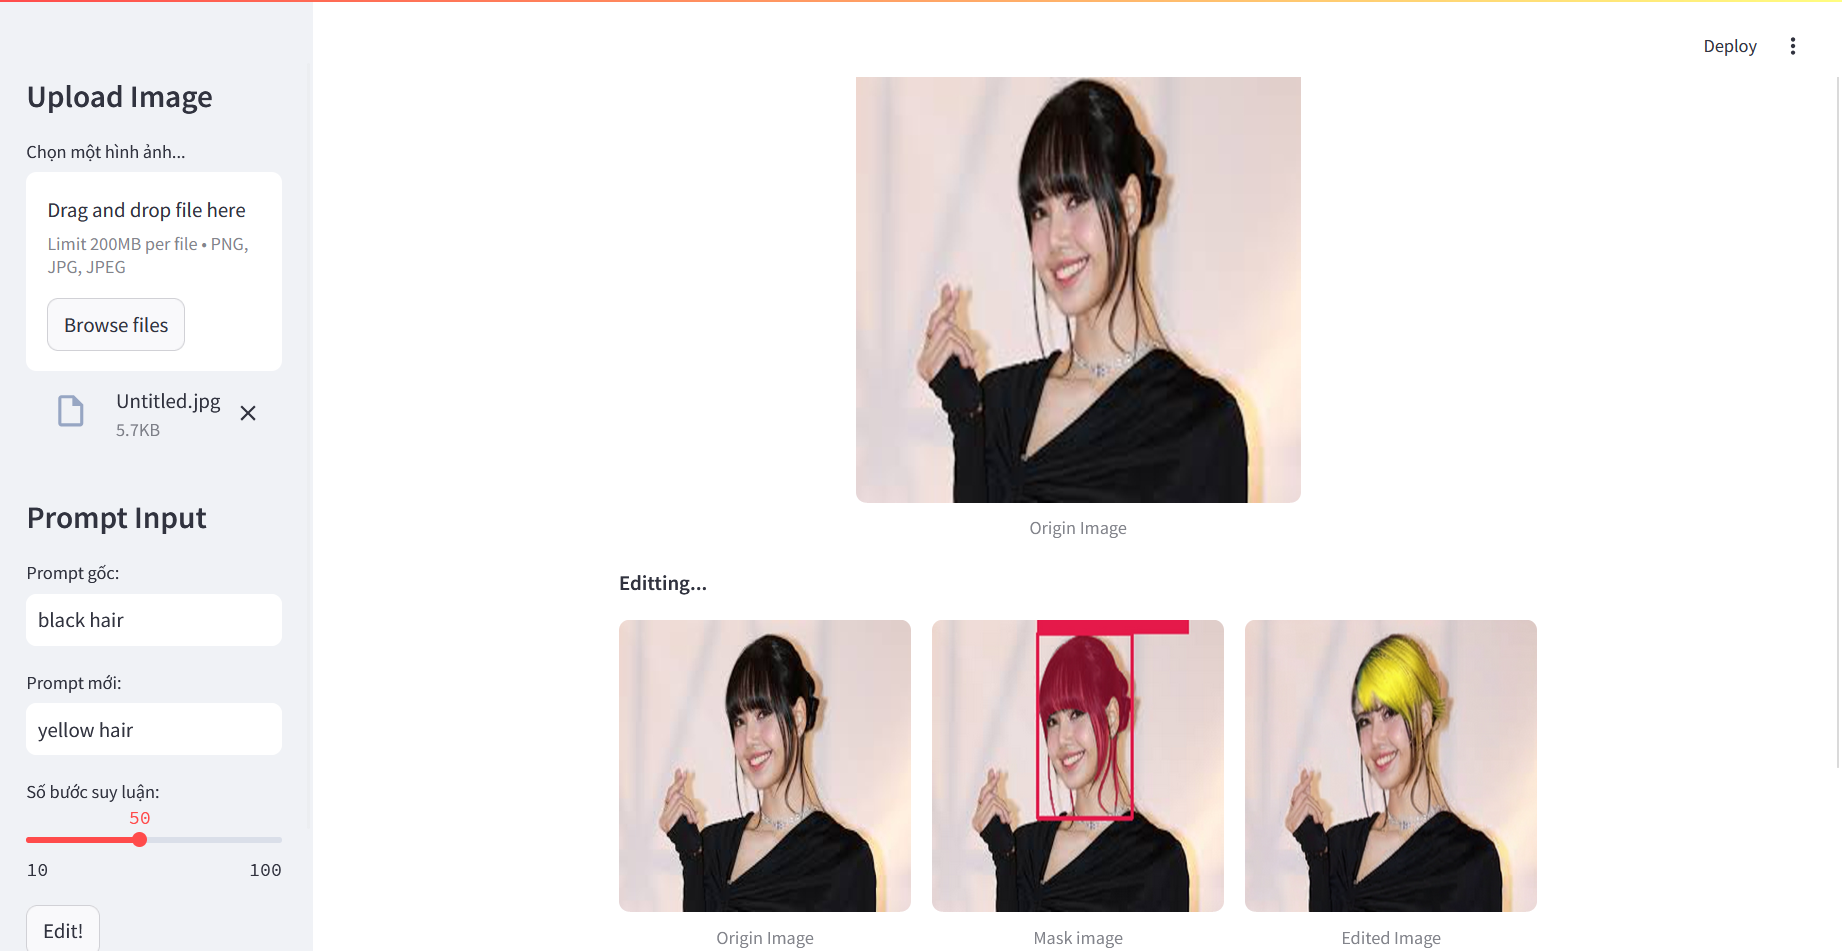 Deploy
Upload Image
Chọn một hình ảnh...
Drag and drop file here
Limit 200MB per file • PNG,
JPG, JPEG
Browse files
Untitled.jpg
5.7KB
Prompt Input
Prompt gốc:
black hair
Prompt mới:
yellow hair
Số bước suy luận:
50
10 100
Edit!
Origin Image
Editting...
Origin Image Mask image Edited Image